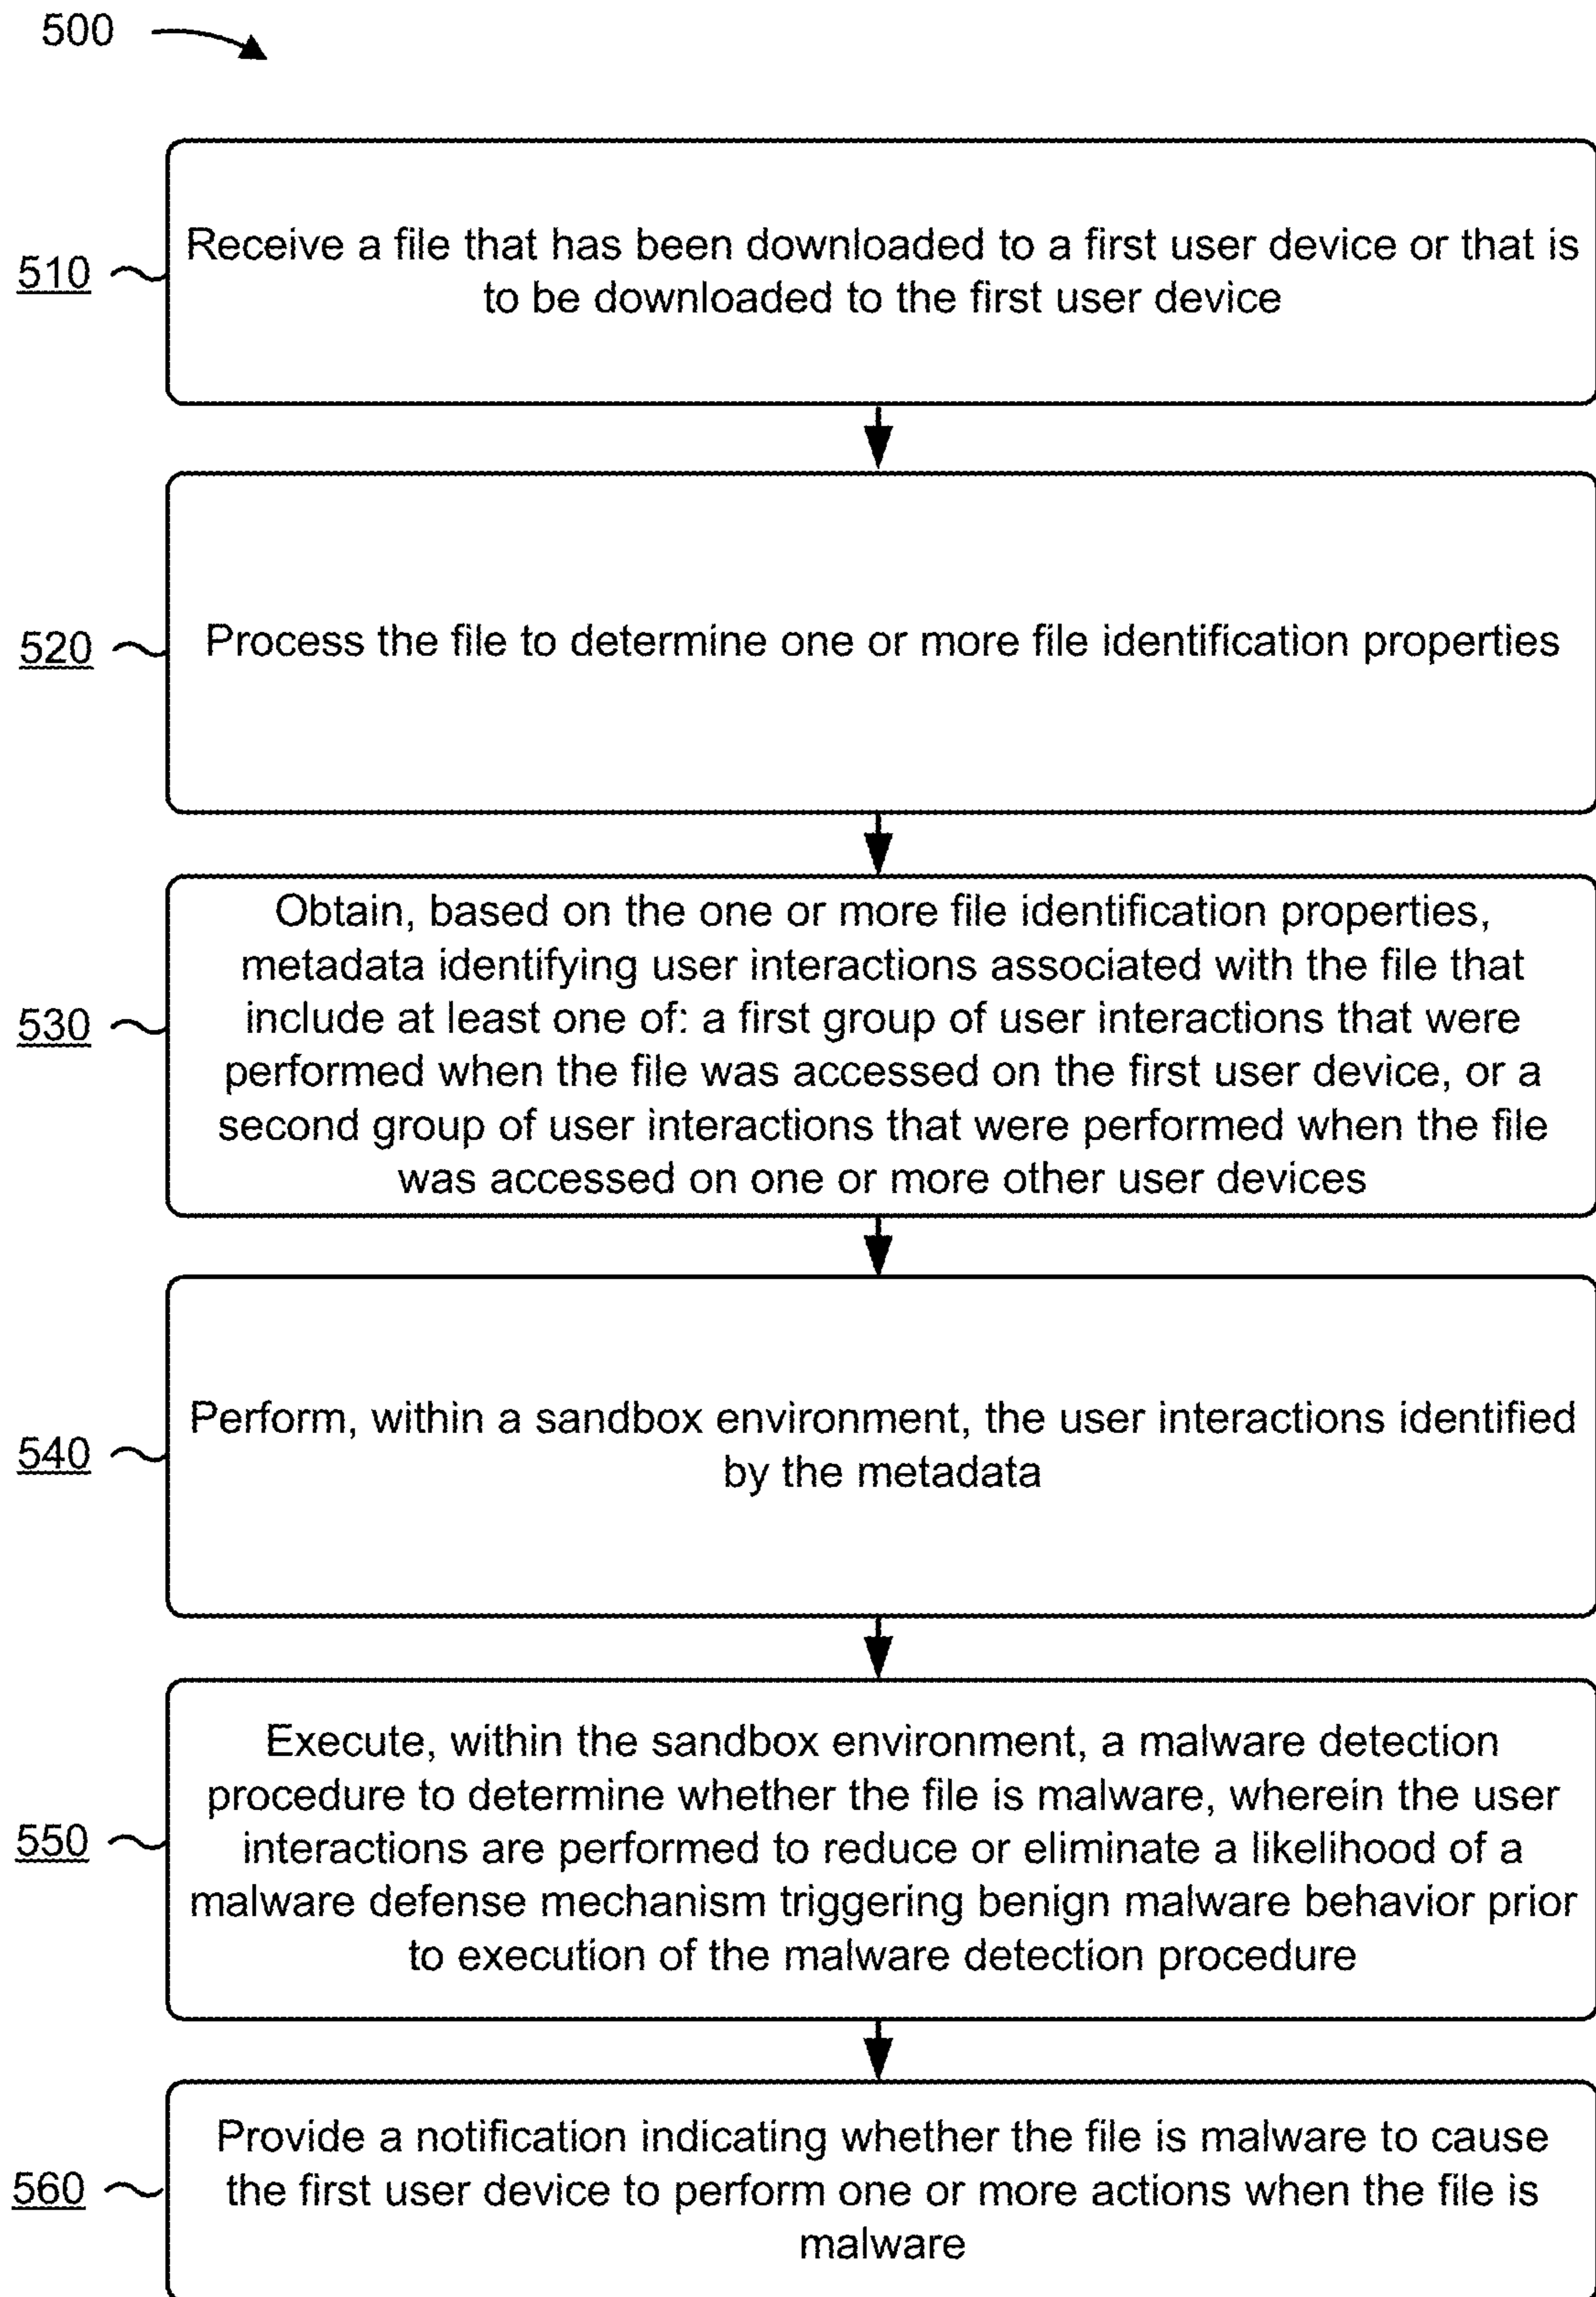 500
510
Receive a file that has been downloaded to a first user device or that is
to be downloaded to the first user device
520
Process the file to determine one or more file identification properties
530
Obtain, based on the one or more file identification properties,
metadata identifying user interactions associated with the file that
include at least one of: a first group of user interactions that were
performed when the file was accessed on the first user device, or a
second group of user interactions that were performed when the file
was accessed on one or more other user devices
540
Perform, within a sandbox environment, the user interactions identified
by the metadata
550
Execute, within the sandbox environment, a malware detection
procedure to determine whether the file is malware, wherein the user
interactions are performed to reduce or eliminate a likelihood of a
malware defense mechanism triggering benign malware behavior prior
to execution of the malware detection procedure
560
Provide a notification indicating whether the file is malware to cause
the first user device to perform one or more actions when the file is
malware